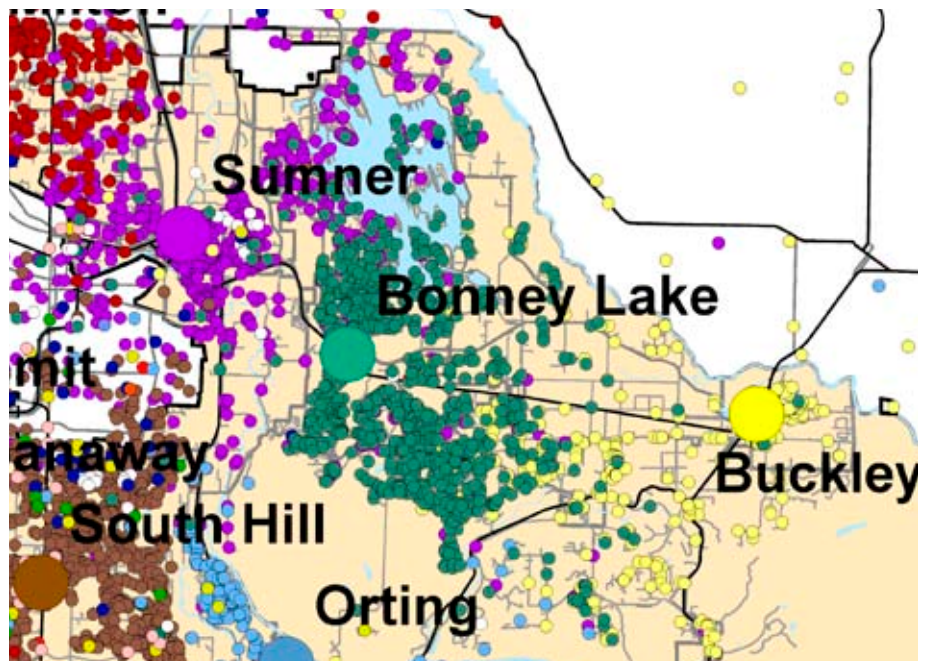 Sumner
Bonney Lake
mit
anaway
Buckley
South Hill
Orting